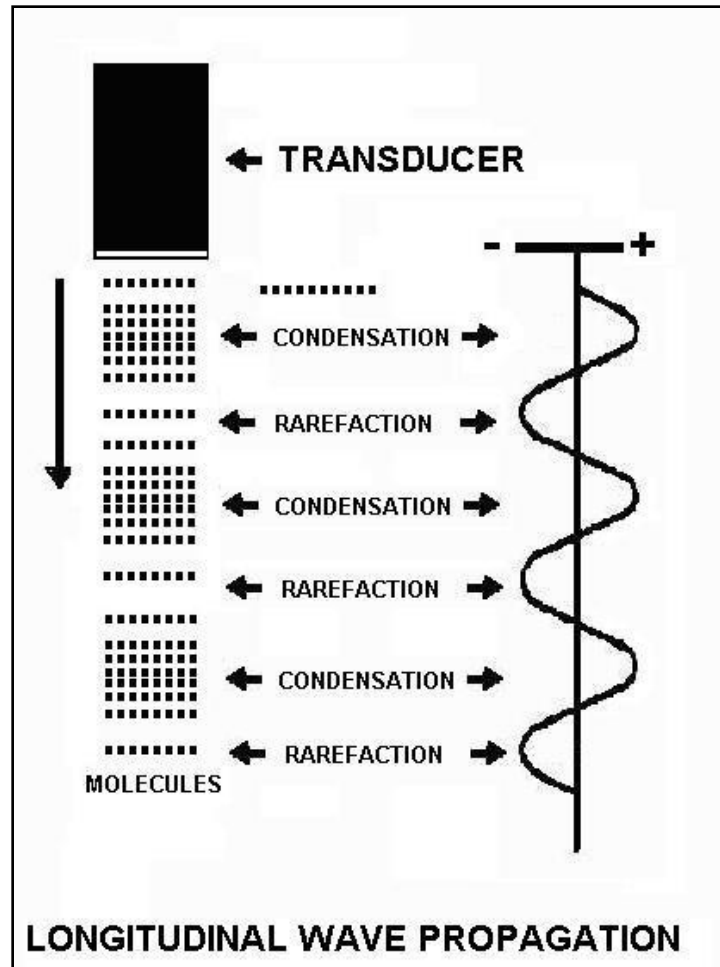 TRANSDUCER
- +
CONDENSATION
RAREFACTION
CONDENSATION
RAREFACTION
CONDENSATION
RAREFACTION
MOLECULES
LONGITUDINAL WAVE PROPAGATION